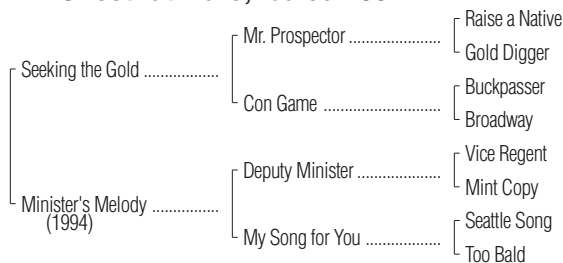 Raise a Native
Mr. Prospector ......................
Gold Digger
Seeking the Gold .................
Buckpasser
Con Game ...........................
Broadway
Vice Regent
Deputy Minister ...................
Mint Copy
Minister's Melody ...............
(1994)
Seattle Song
My Song for You .................
Too Bald